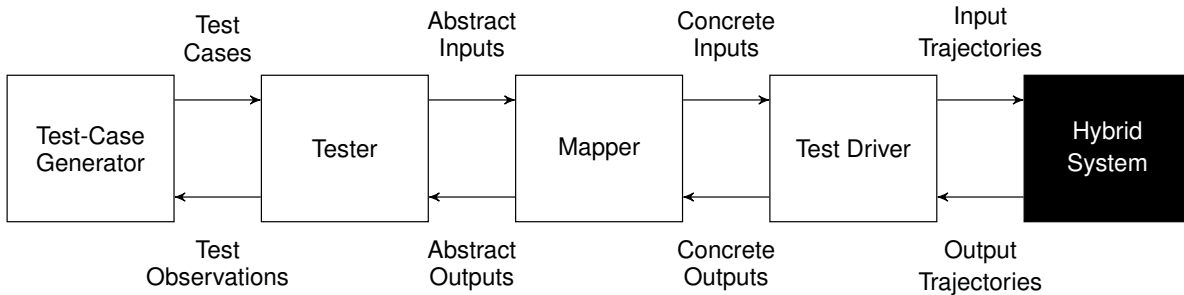 Test
Cases
Abstract
Inputs
Concrete
Inputs
Input
Trajectories
Test-Case
Generator
Tester
Mapper
Test Driver
Hybrid
System
Test
Observations
Abstract
Outputs
Concrete
Outputs
Output
Trajectories